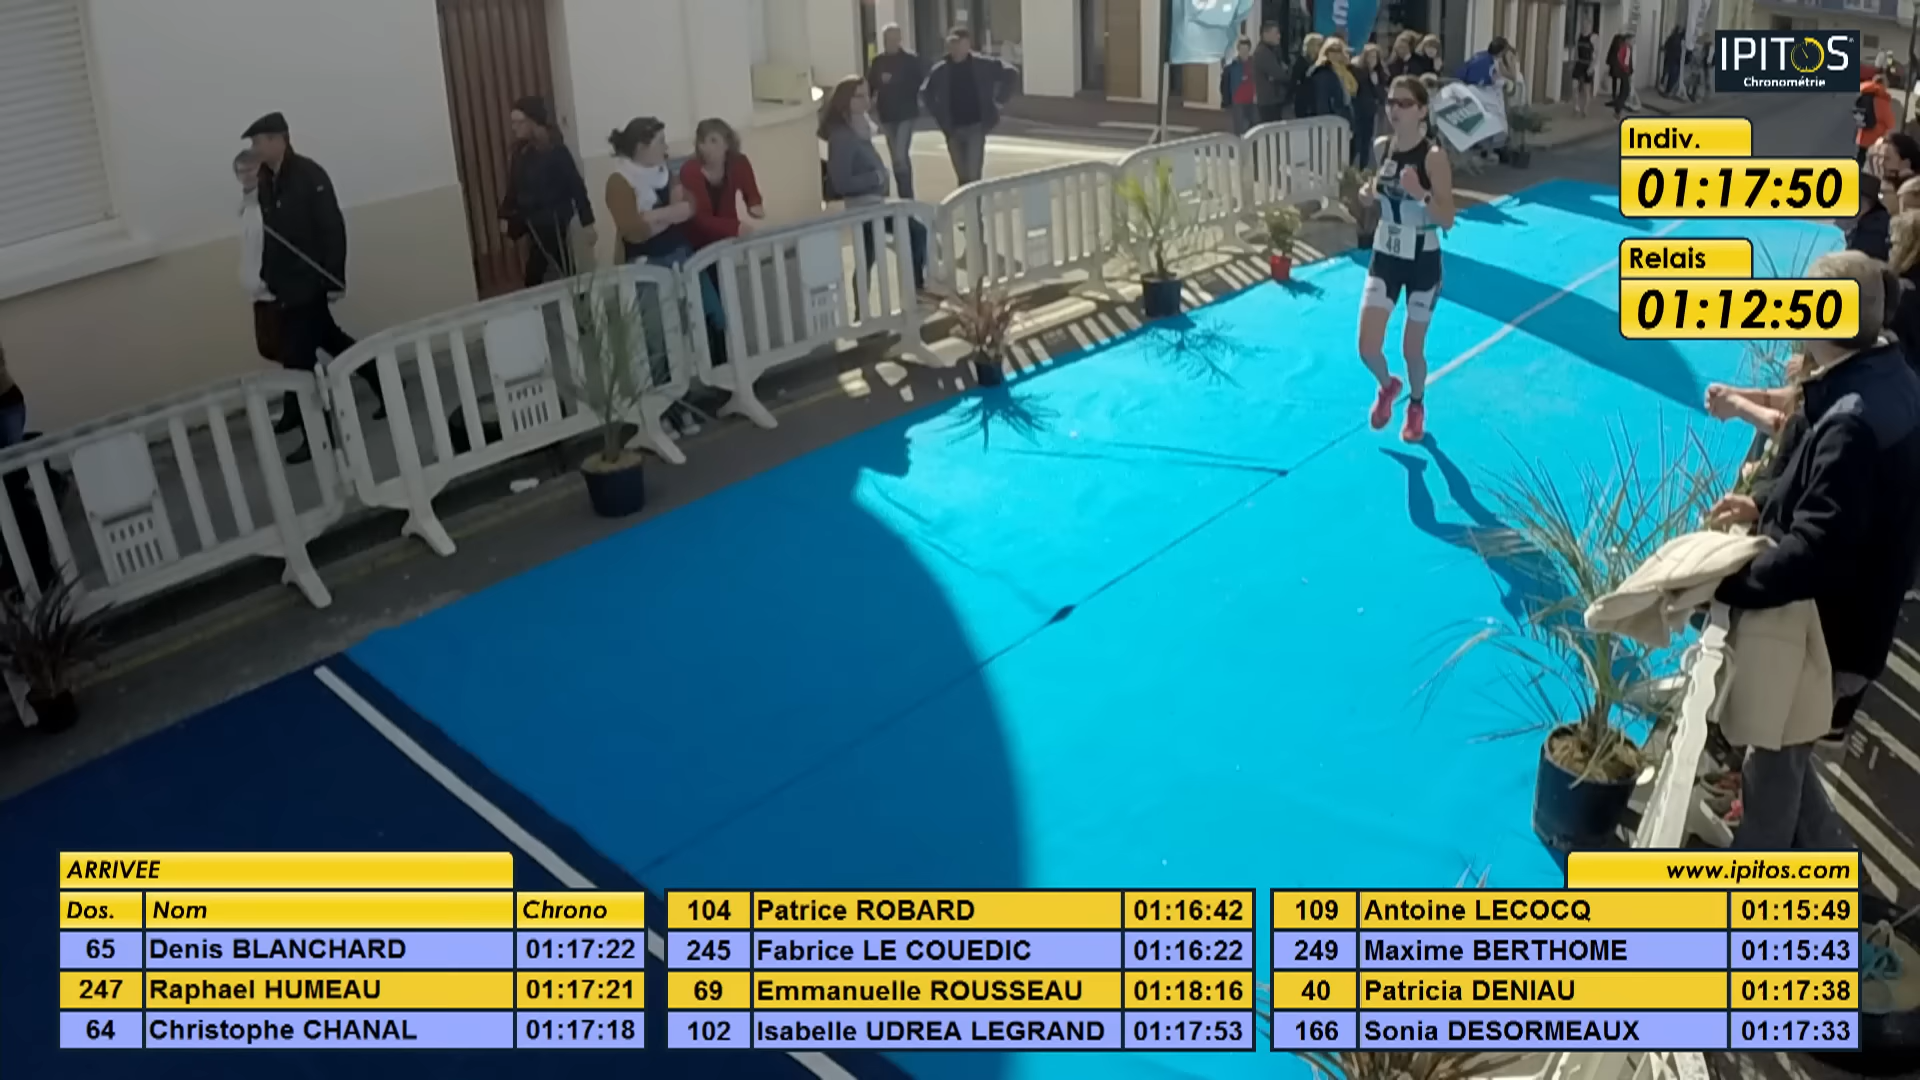 IPITOS
Chronométrie
Indiv.
01:17:50
Relais
01:12:50
48
ARRIVEE
www.ipitos.com
Dos. Nom Chrono
65 Denis BLANCHARD 01:17:22
247 Raphael HUMEAU 01:17:21
64 Christophe CHANAL 01:17:18
104 Patrice ROBARD 01:16:42
245 Fabrice LE COUEDIC 01:16:22
69 Emmanuelle ROUSSEAU 01:18:16
102 Isabelle UDREA LEGRAND 01:17:53
109 Antoine LECOCQ 01:15:49
249 Maxime BERTHOME 01:15:43
40 Patricia DENIAU 01:17:38
166 Sonia DESORMEAUX 01:17:33